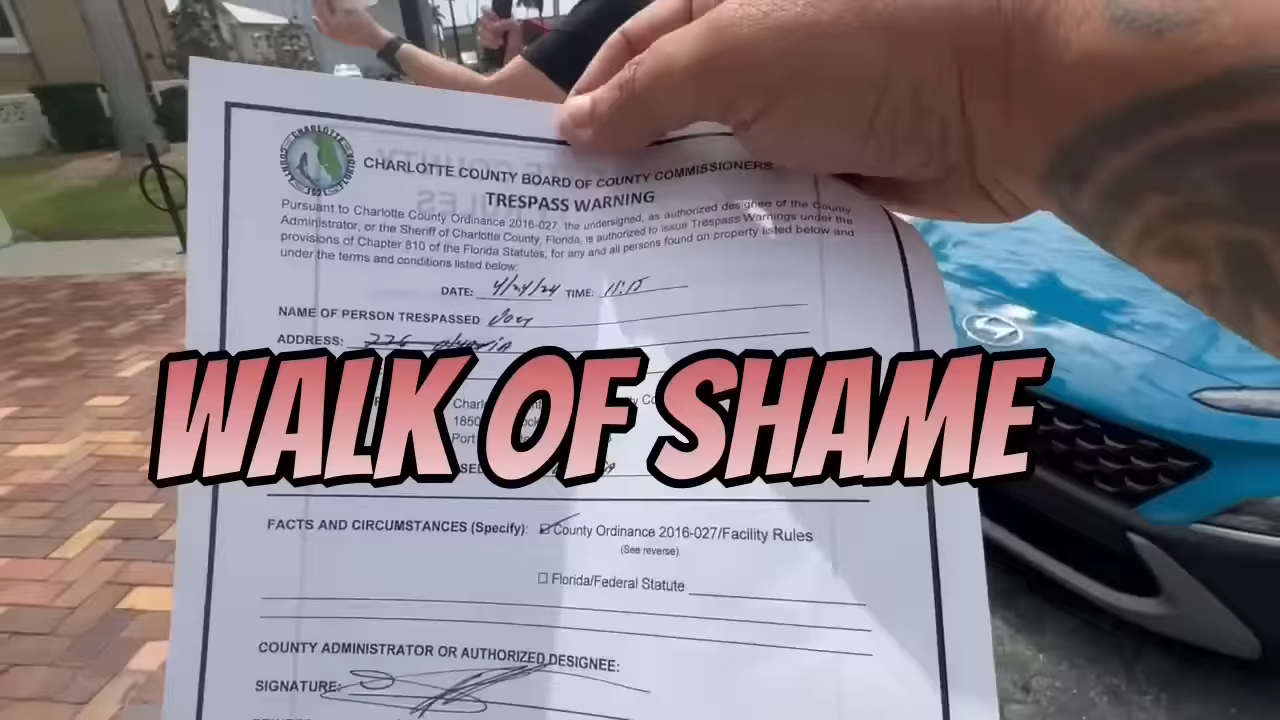 CHARLOTTE COUNTY BOARD OF COUNTY COMMISSIONERS
TRESPASS WARNING
Pursuant to Charlotte County Ordinance 2016-027, the undersigned, as authorized designee of the County
Administrator, or the Sheriff of Charlotte County, Florida, is authorized to issue Trespass Warnings under the
provisions of Chapter 810 of the Florida Statutes, for any and all persons found on property listed below and
under the terms and conditions listed below:
DATE: 4/24/24 TIME: 11:15
NAME OF PERSON TRESPASSED
ADDRESS:
WALK OF SHAME
1850
FACTS AND CIRCUMSTANCES (Specify): County Ordinance 2016-027/Facility Rules
(See reverse)
Florida/Federal Statute
COUNTY ADMINISTRATOR OR AUTHORIZED DESIGNEE:
SIGNATURE: